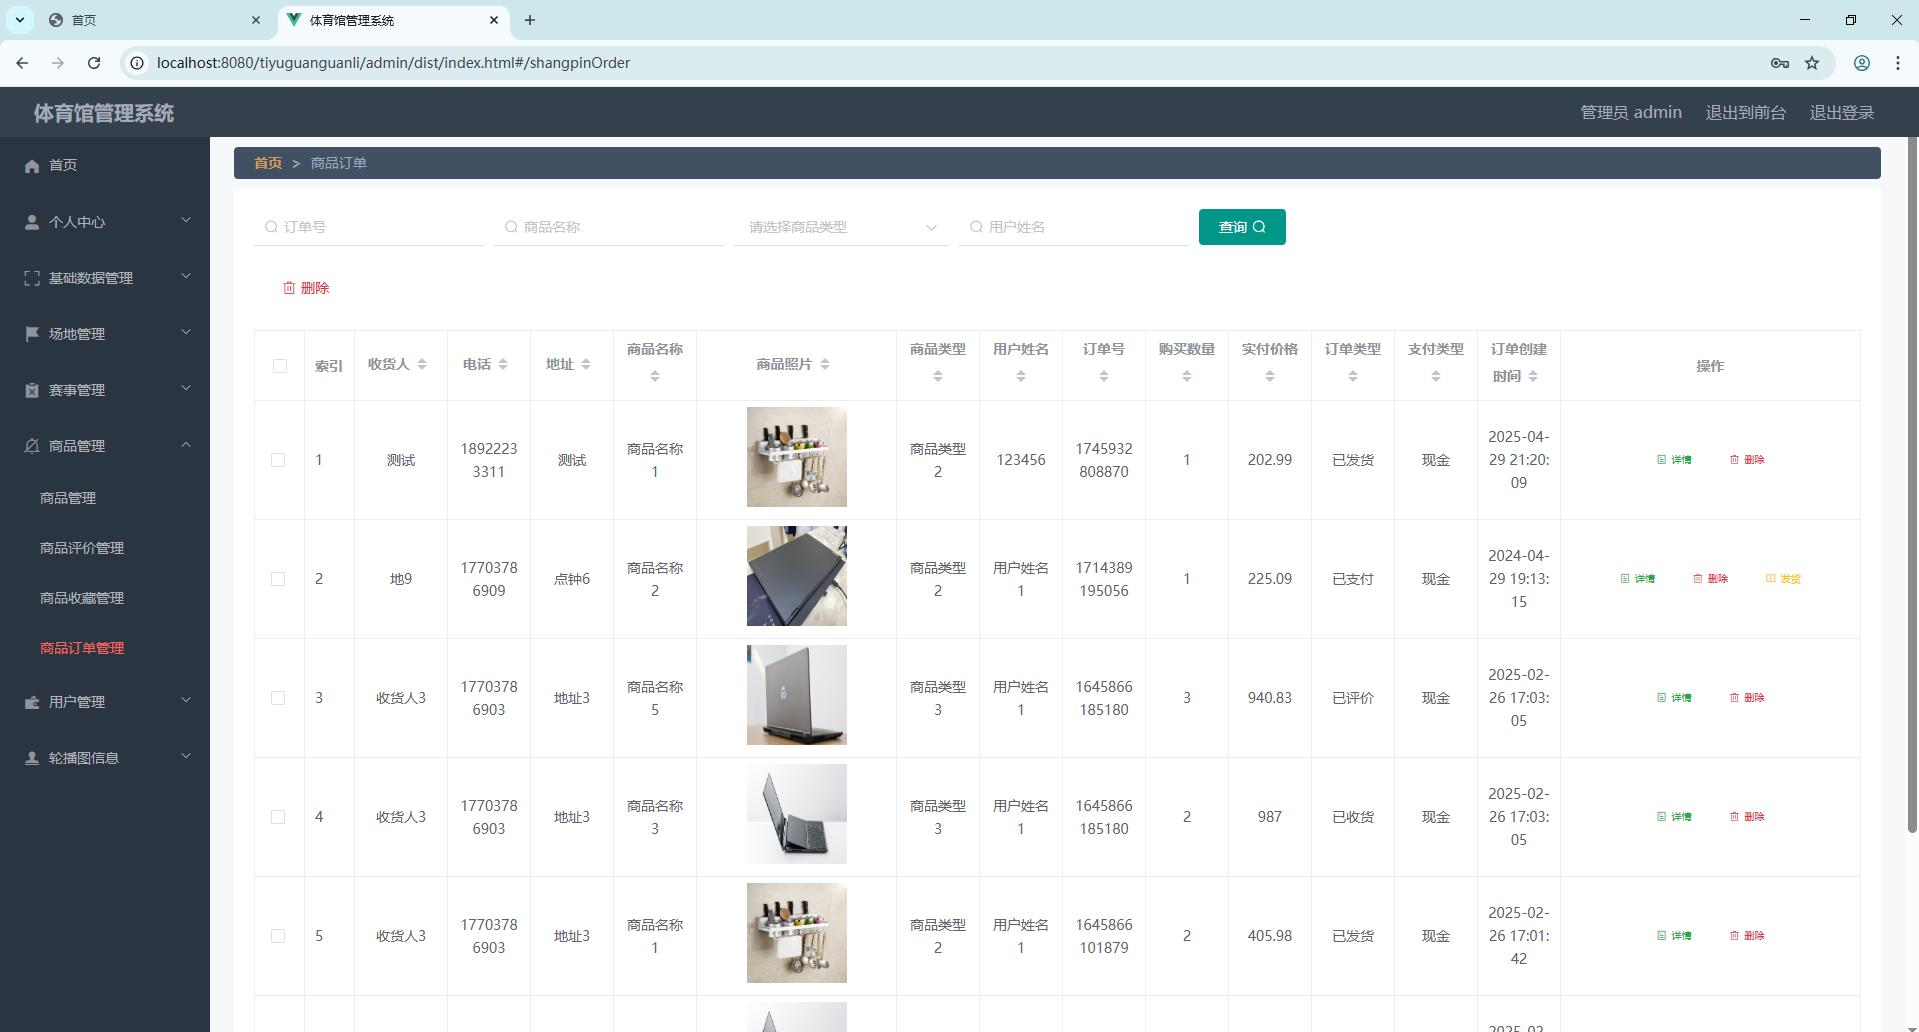 首页
体育馆管理系统
localhost:8080/tiyuguanguanli/admin/dist/index.html#/shangpinOrder
体育馆管理系统
管理员 admin 退出到前台 退出登录
首页
个人中心
基础数据管理
场地管理
赛事管理
商品管理
商品管理
商品评价管理
商品收藏管理
商品订单管理
用户管理
轮播图信息
首页 > 商品订单
订单号 商品名称 请选择商品类型 用户姓名 查询
删除
索引 收货人 电话 地址 商品名称 商品照片 商品类型 用户姓名 订单号 购买数量 实付价格 订单类型 支付类型 订单创建时间 操作
1 测试 18922233311 测试 商品名称1 商品类型2 123456 1745932808870 1 202.99 已发货 现金 2025-04-29 21:20:09 详情 删除
2 地9 17703786909 点钟6 商品名称2 商品类型2 用户姓名1 1714389195056 1 225.09 已支付 现金 2024-04-29 19:13:15 详情 删除 发货
3 收货人3 17703786903 地址3 商品名称5 商品类型3 用户姓名1 1645866185180 3 940.83 已评价 现金 2025-02-26 17:03:05 详情 删除
4 收货人3 17703786903 地址3 商品名称3 商品类型3 用户姓名1 1645866185180 2 987 已收货 现金 2025-02-26 17:03:05 详情 删除
5 收货人3 17703786903 地址3 商品名称1 商品类型2 用户姓名1 1645866101879 2 405.98 已发货 现金 2025-02-26 17:01:42 详情 删除